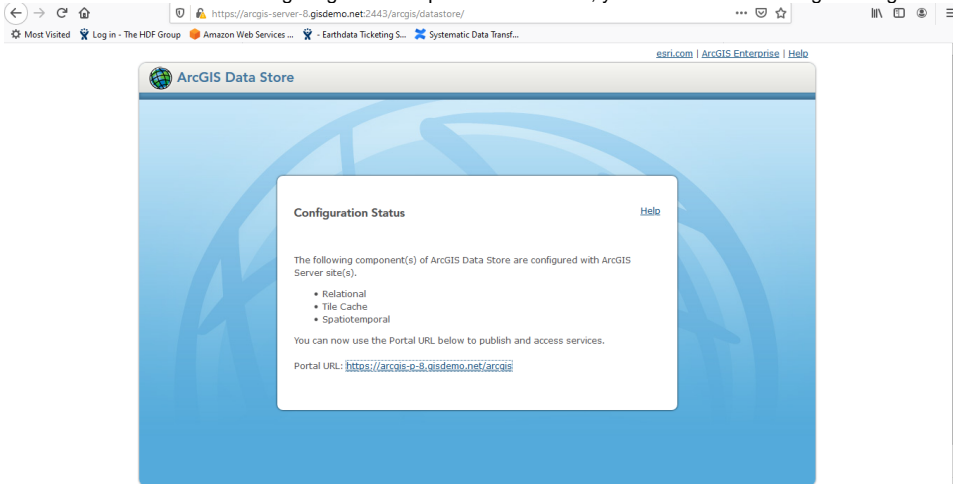 https://arcgis-server-8.gisdemo.net:2443/arcgis/datastore/
Most Visited Log in - The HDF Group Amazon Web Services ... - Earthdata Ticketing S... Systematic Data Transf...
esri.com | ArcGIS Enterprise | Help
ArcGIS Data Store
Configuration Status Help
The following component(s) of ArcGIS Data Store are configured with ArcGIS
Server site(s).
• Relational
• Tile Cache
• Spatiotemporal
You can now use the Portal URL below to publish and access services.
Portal URL: https://arcgis-p-8.gisdemo.net/arcgis